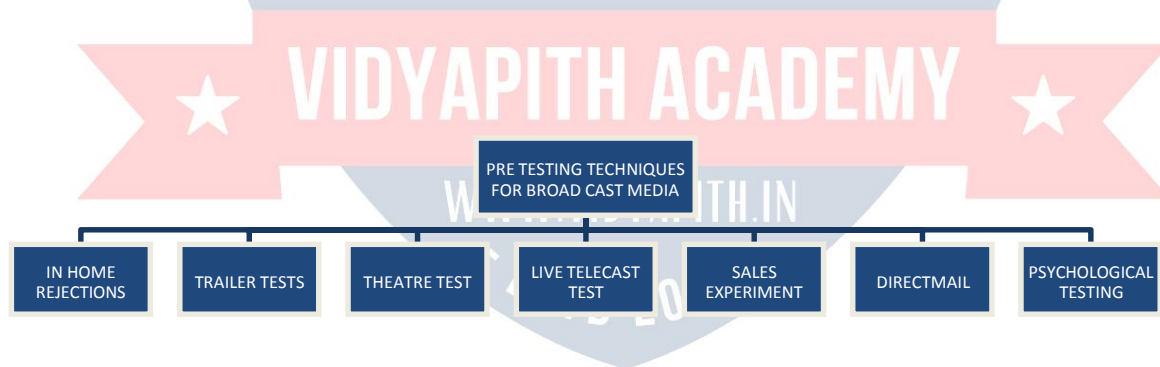 VIDYAPITH ACADEMY
PRE TESTING TECHNIQUES
FOR BROAD CAST MEDIA
IN HOME
REJECTIONS
TRAILER TESTS
THEATRE TEST
LIVE TELECAST
TEST
SALES
EXPERIMENT
DIRECTMAIL
PSYCHOLOGICAL
TESTING